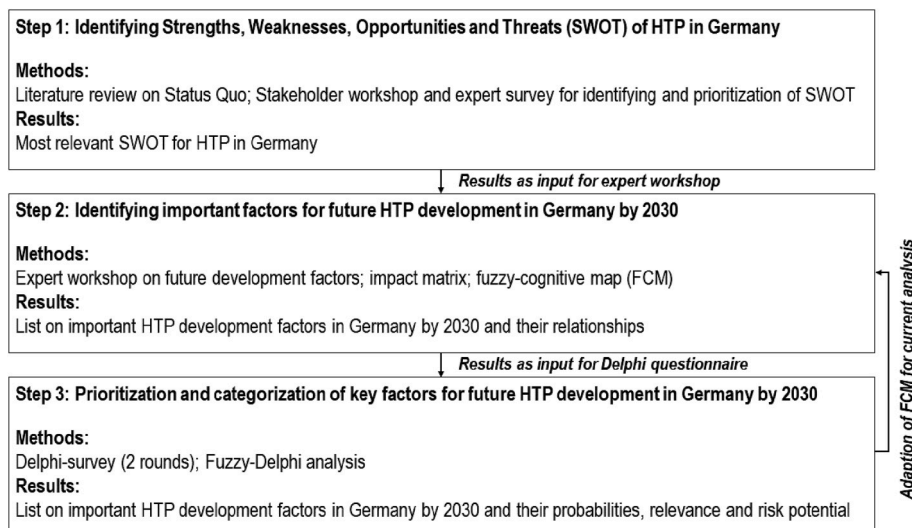 Step 1: Identifying Strengths, Weaknesses, Opportunities and Threats (SWOT) of HTP in Germany
Methods:
Literature review on Status Quo; Stakeholder workshop and expert survey for identifying and prioritization of SWOT
Results:
Most relevant SWOT for HTP in Germany
Results as input for expert workshop
Step 2: Identifying important factors for future HTP development in Germany by 2030
Methods:
Expert workshop on future development factors; impact matrix; fuzzy-cognitive map (FCM)
Results:
List on important HTP development factors in Germany by 2030 and their relationships
Results as input for Delphi questionnaire
Step 3: Prioritization and categorization of key factors for future HTP development in Germany by 2030
Methods:
Delphi-survey (2 rounds); Fuzzy-Delphi analysis
Results:
List on important HTP development factors in Germany by 2030 and their probabilities, relevance and risk potential
Adaption of FCM for current analysis